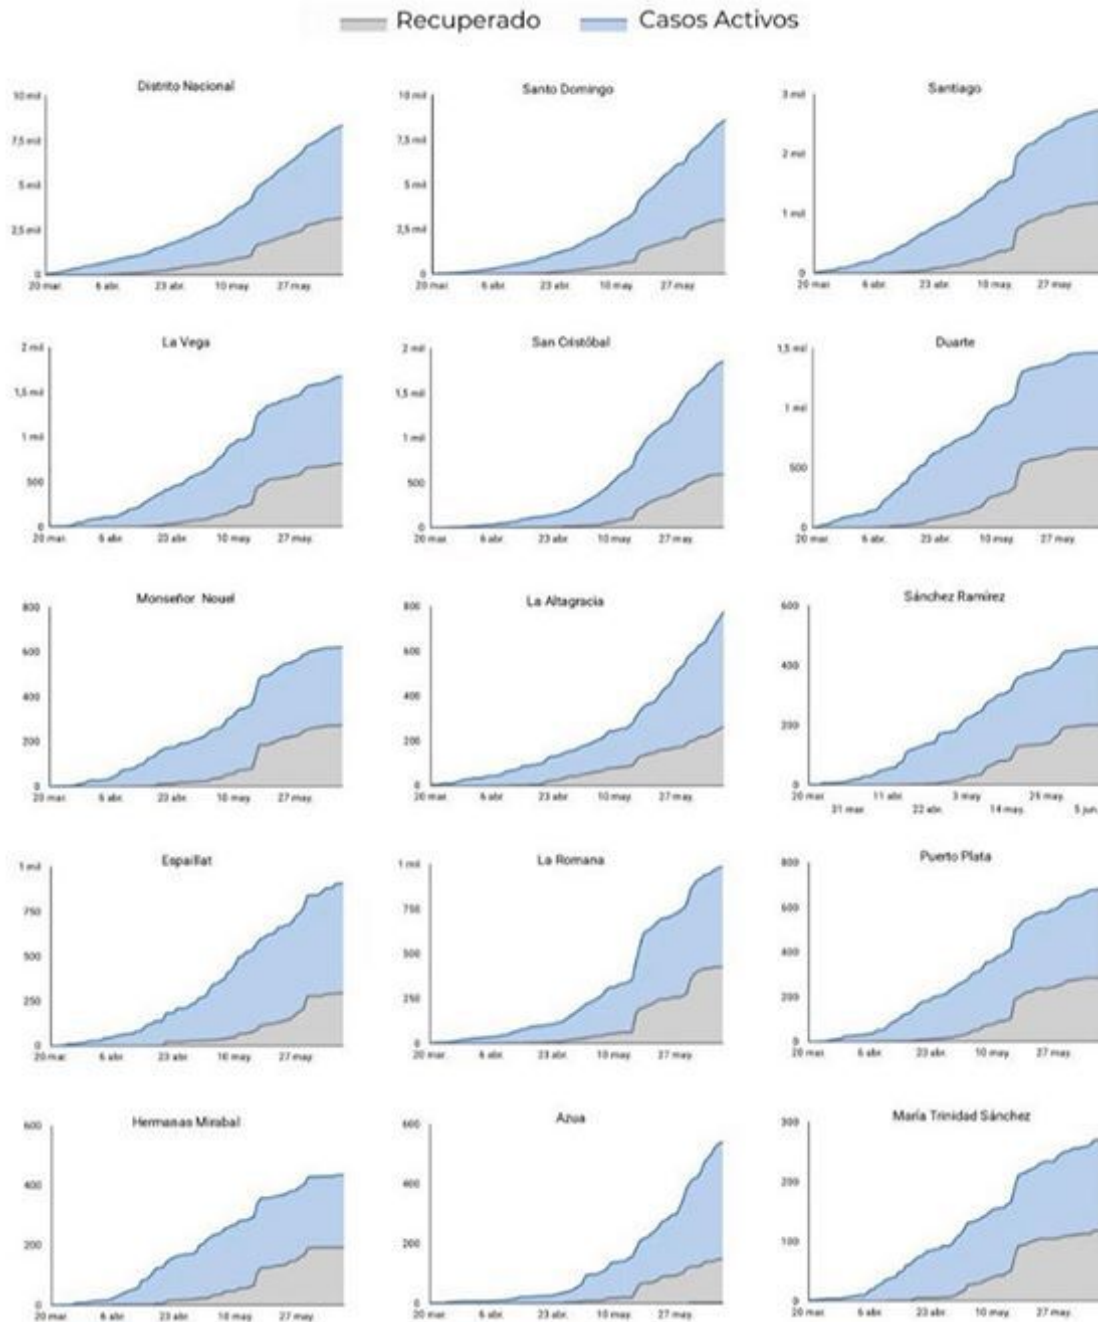 Recuperado Casos Activos
Distrito Nacional
10 mil
7,5 mil
5 mil
2,5 mil
0
20 mar. 6 abr. 23 abr. 10 may. 27 may.
Santo Domingo
10 mil
7,5 mil
5 mil
2,5 mil
0
20 mar. 6 abr. 23 abr. 10 may. 27 may.
Santiago
3 mil
2 mil
1 mil
0
20 mar. 6 abr. 23 abr. 10 may. 27 may.
La Vega
2 mil
1,5 mil
1 mil
500
0
20 mar. 6 abr. 23 abr. 10 may. 27 may.
San Cristóbal
2 mil
1,5 mil
1 mil
500
0
20 mar. 6 abr. 23 abr. 10 may. 27 may.
Duarte
1,5 mil
1 mil
500
0
20 mar. 6 abr. 23 abr. 10 may. 27 may.
Monseñor Nouel
800
600
400
200
0
20 mar. 6 abr. 23 abr. 10 may. 27 may.
La Altagracia
800
600
400
200
0
20 mar. 6 abr. 23 abr. 10 may. 27 may.
Sánchez Ramírez
600
400
200
0
20 mar. 11 abr. 3 may. 25 may.
31 mar. 22 abr. 14 may. 5 jun.
Espaillat
1 mil
750
500
250
0
20 mar. 6 abr. 23 abr. 10 may. 27 may.
La Romana
1 mil
750
500
250
0
20 mar. 6 abr. 23 abr. 10 may. 27 may.
Puerto Plata
800
600
400
200
0
20 mar. 6 abr. 23 abr. 10 may. 27 may.
Hermanas Mirabal
600
400
200
0
20 mar. 6 abr. 23 abr. 10 may. 27 may.
Azua
600
400
200
0
20 mar. 6 abr. 23 abr. 10 may. 27 may.
María Trinidad Sánchez
300
200
100
0
20 mar. 6 abr. 23 abr. 10 may. 27 may.